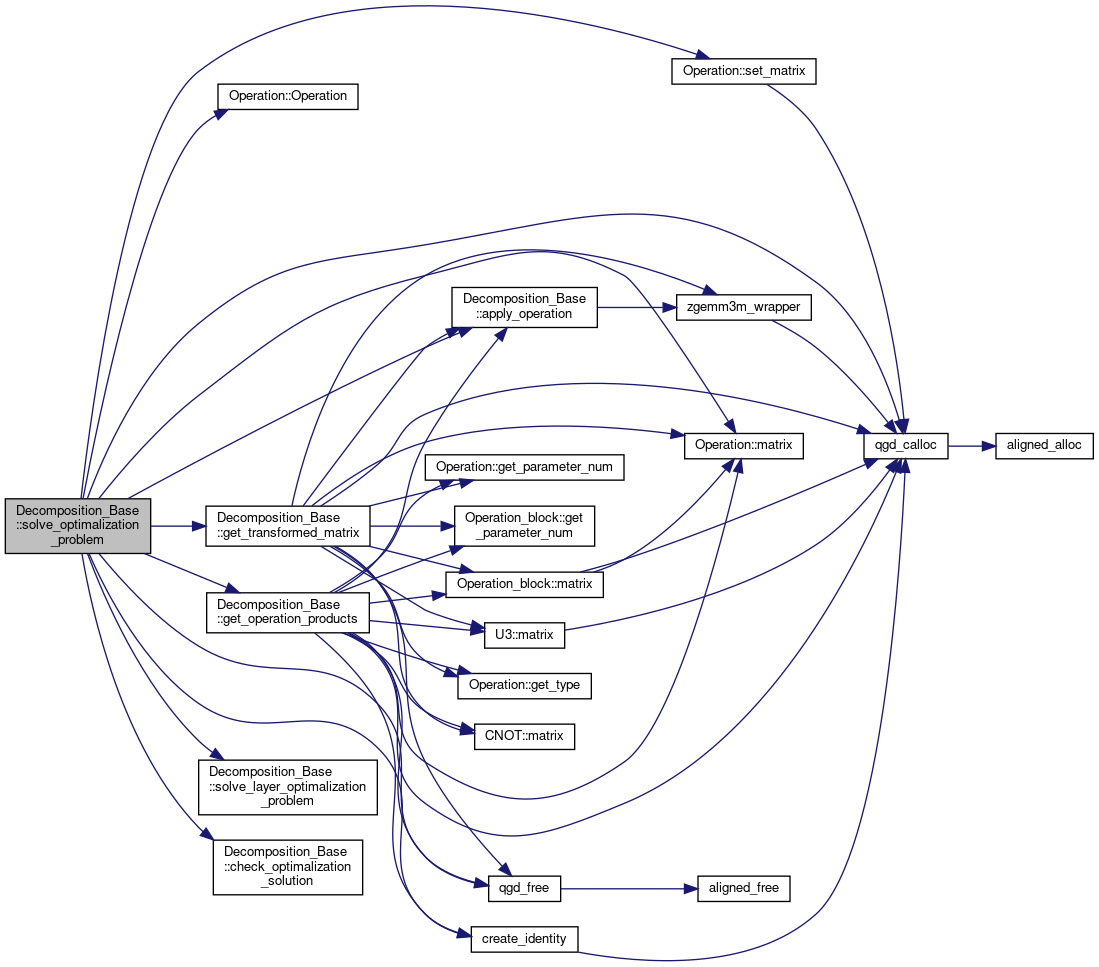 Operation::set_matrix
Operation::Operation
Decomposition_Base
::apply_operation
zgemm3m_wrapper
Operation::matrix
qgd_calloc
aligned_alloc
Operation::get_parameter_num
Decomposition_Base
::solve_optimalization
_problem
Decomposition_Base
::get_transformed_matrix
Operation_block::get
_parameter_num
Operation_block::matrix
Decomposition_Base
::get_operation_products
U3::matrix
Operation::get_type
CNOT::matrix
Decomposition_Base
::solve_layer_optimalization
_problem
Decomposition_Base
::check_optimalization
_solution
qgd_free
aligned_free
create_identity